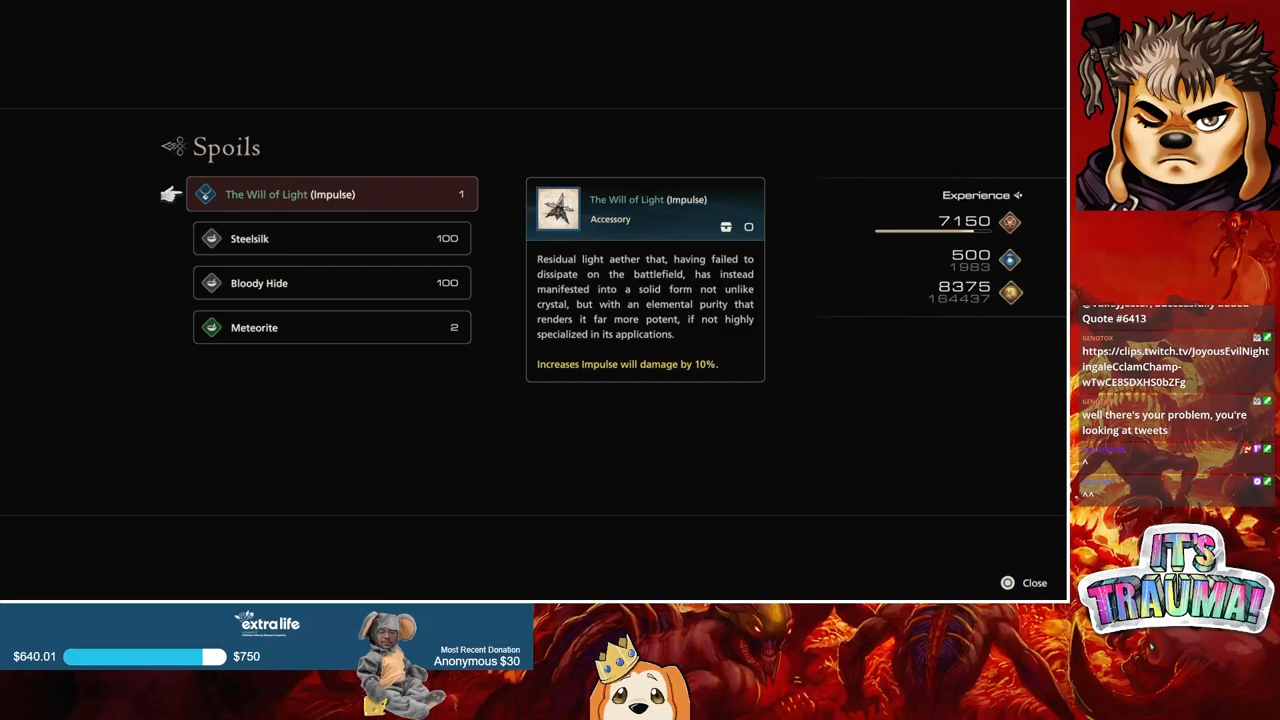 Spoils
The Will of Light (Impulse) 1
Steelsilk 100
Bloody Hide 100
Meteorite 2
The Will of Light (Impulse)
Accessory
Residual light aether that, having failed to
dissipate on the battlefield, has instead
manifested into a solid form not unlike
crystal, but with an elemental purity that
renders it far more potent, if not highly
specialized in its applications.
Increases Impulse will damage by 10%.
Experience
7150
500
1983
8375
164437
Close
Quote #6413
GENOTOX
https://clips.twitch.tv/JoyousEvilNight
ingaleCclamChamp-
wTwCE8SDXHS0bZFg
well there's your problem, you're
looking at tweets
^
^^
IT'S
TRAUMA!
extralife
$640.01 $750
Most Recent Donation
Anonymous $30